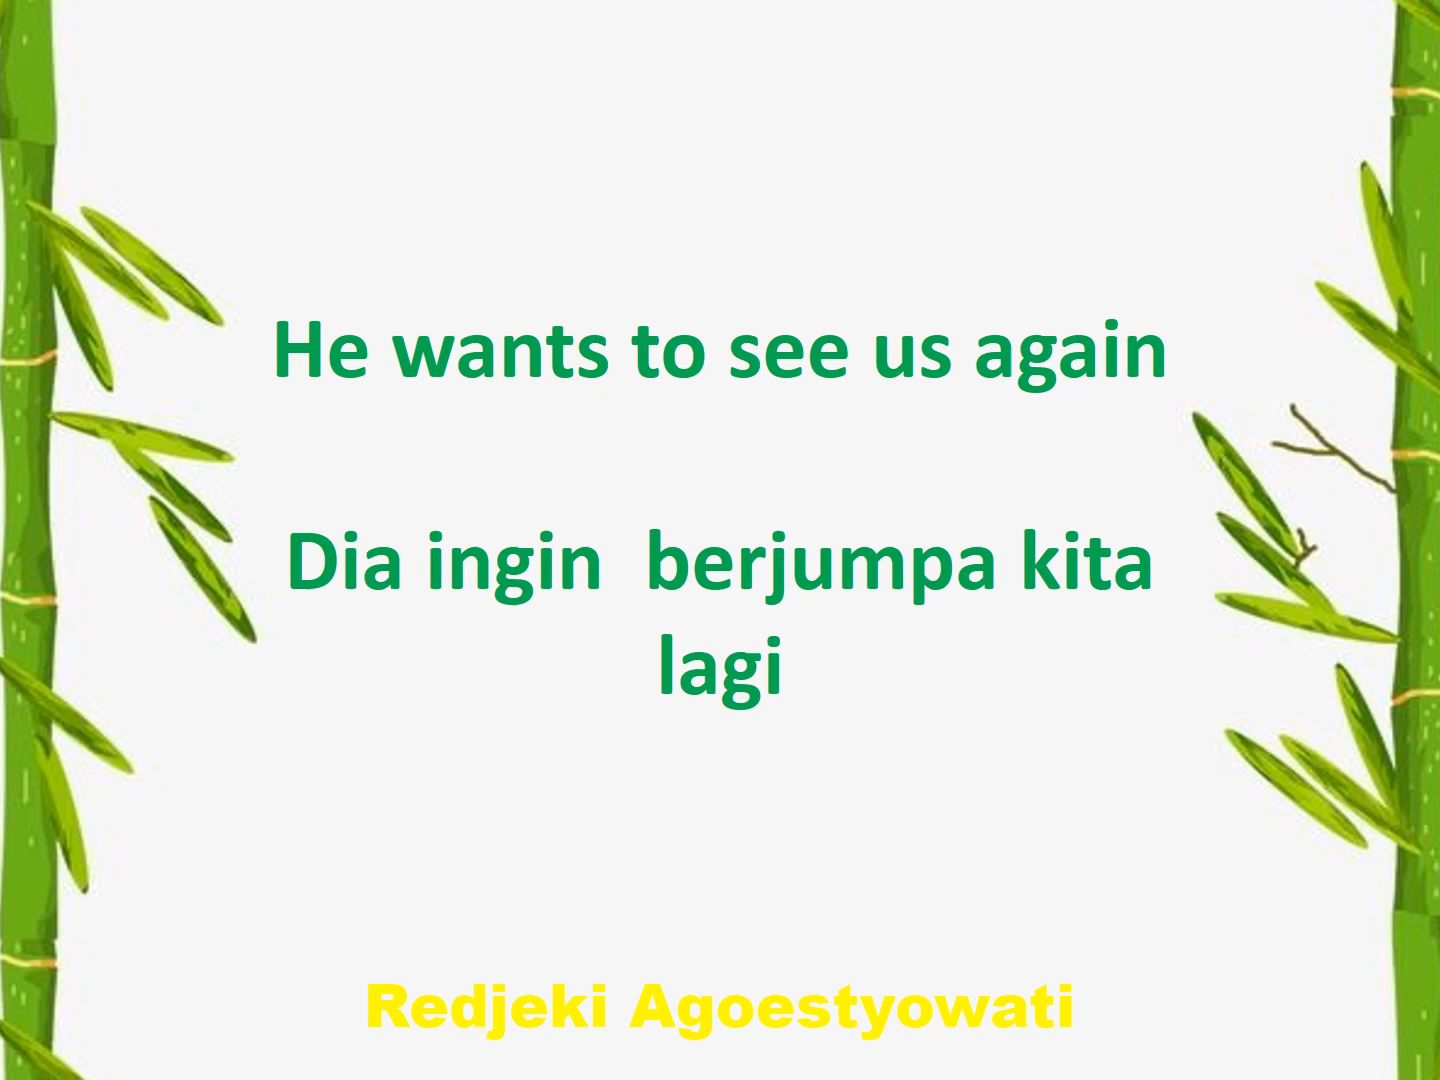 He wants to see us again
Dia ingin  berjumpa kita
lagi
Redjeki Agoestyowati